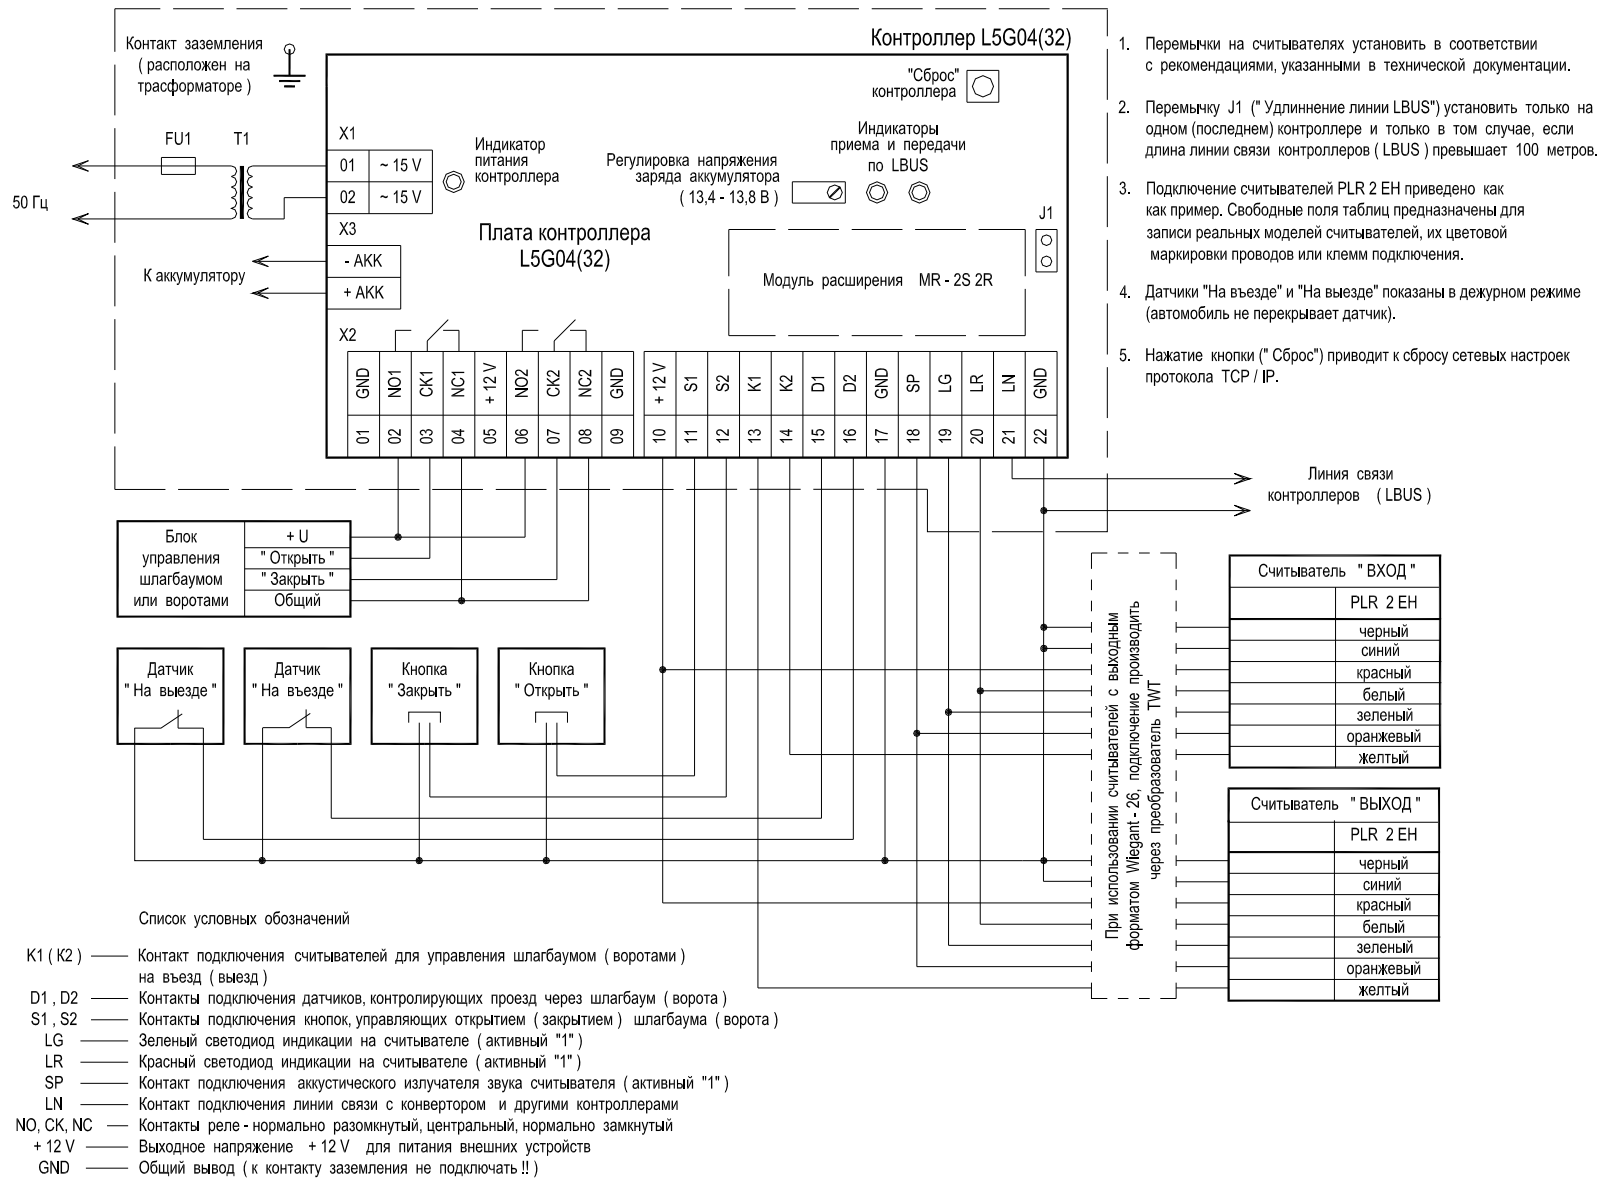 Контакт заземления
( расположен на
трасформаторе )
Контроллер L5G04(32)
"Сброс"
контроллера
FU1
T1
50 Гц
X1
01 ~ 15 V
02 ~ 15 V
Индикатор
питания
контроллера
Регулировка напряжения
заряда аккумулятора
( 13,4 - 13,8 В )
Индикаторы
приема и передачи
по LBUS
J1
X3
- АКК
+ АКК
К аккумулятору
Плата контроллера
L5G04(32)
Модуль расширения MR - 2S 2R
X2
GND NO1 CK1 NC1 + 12 V NO2 CK2 NC2 GND + 12 V S1 S2 K1 K2 D1 D2 GND SP LG LR LN GND
01 02 03 04 05 06 07 08 09 10 11 12 13 14 15 16 17 18 19 20 21 22
1. Перемычки на считывателях установить в соответствии
с рекомендациями, указанными в технической документации.
2. Перемычку J1 (" Удлиннение линии LBUS") установить только на
одном (последнем) контроллере и только в том случае, если
длина линии связи контроллеров ( LBUS ) превышает 100 метров.
3. Подключение считывателей PLR 2 EH приведено как
как пример. Свободные поля таблиц предназначены для
записи реальных моделей считывателей, их цветовой
маркировки проводов или клемм подключения.
4. Датчики "На въезде" и "На выезде" показаны в дежурном режиме
(автомобиль не перекрывает датчик).
5. Нажатие кнопки (" Сброс") приводит к сбросу сетевых настроек
протокола TCP / IP.
Линия связи
контроллеров ( LBUS )
Блок
управления
шлагбаумом
или воротами
+ U
" Открыть "
" Закрыть "
Общий
Датчик
" На выезде "
Датчик
" На въезде "
Кнопка
" Закрыть "
Кнопка
" Открыть "
При использовании считывателей с выходным
форматом Wiegant - 26, подключение производить
через преобразователь TWT
Считыватель " ВХОД "
PLR 2 EH
черный
синий
красный
белый
зеленый
оранжевый
желтый
Считыватель " ВЫХОД "
PLR 2 EH
черный
синий
красный
белый
зеленый
оранжевый
желтый
Список условных обозначений
K1 ( K2 ) Контакт подключения считывателей для управления шлагбаумом ( воротами )
на въезд ( выезд )
D1 , D2 Контакты подключения датчиков, контролирующих проезд через шлагбаум ( ворота )
S1 , S2 Контакты подключения кнопок, управляющих открытием ( закрытием ) шлагбаума ( ворота )
LG Зеленый светодиод индикации на считывателе ( активный "1" )
LR Красный светодиод индикации на считывателе ( активный "1" )
SP Контакт подключения аккустического излучателя звука считывателя ( активный "1" )
LN Контакт подключения линии связи с конвертором и другими контроллерами
NO, CK, NC Контакты реле - нормально разомкнутый, центральный, нормально замкнутый
+ 12 V Выходное напряжение + 12 V для питания внешних устройств
GND Общий вывод ( к контакту заземления не подключать !! )